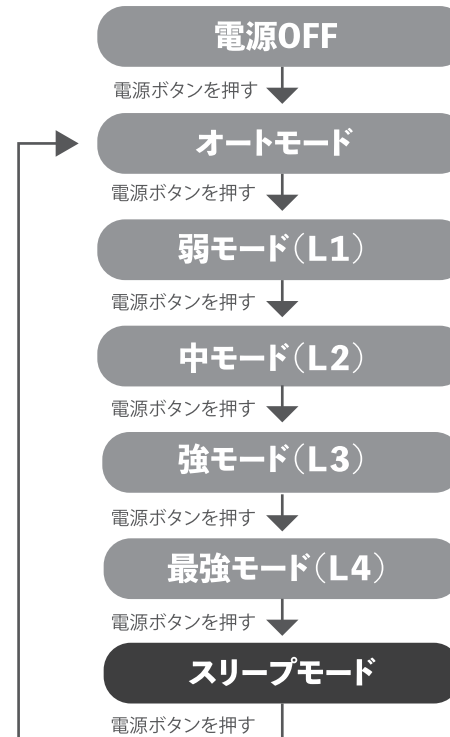 電源OFF
電源ボタンを押す
オートモード
電源ボタンを押す
弱モード(L1)
電源ボタンを押す
中モード(L2)
電源ボタンを押す
強モード(L3)
電源ボタンを押す
最強モード(L4)
電源ボタンを押す
スリープモード
電源ボタンを押す